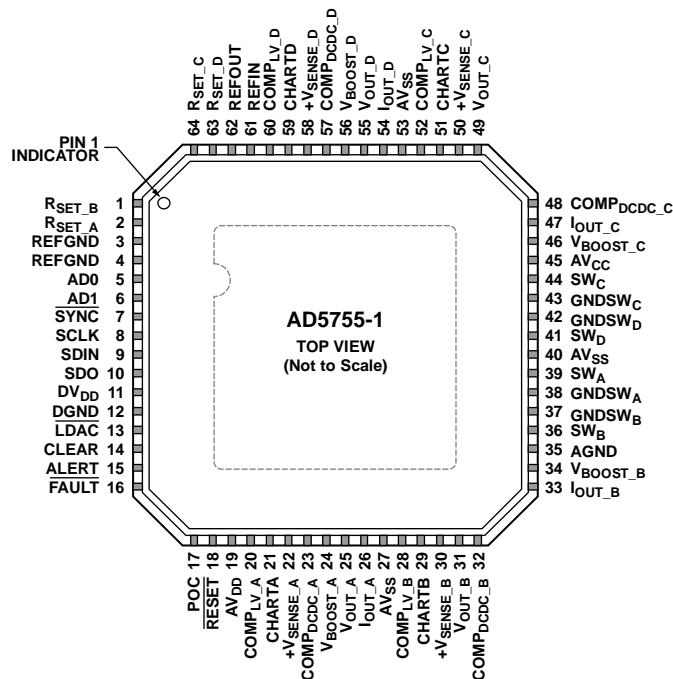 R_SET_C 64
R_SET_D 63
REFOUT 62
REFIN 61
COMP_LV_D 60
CHARTD 59
+V_SENSE_D 58
COMP_DCDC_D 57
V_BOOST_D 56
V_OUT_D 55
I_OUT_D 54
AV_SS 53
COMP_LV_C 52
CHARTC 51
+V_SENSE_C 50
V_OUT_C 49
PIN 1
INDICATOR
R_SET_B 1
R_SET_A 2
REFGND 3
REFGND 4
AD0 5
AD1 6
SYNC 7
SCLK 8
SDIN 9
SDO 10
DV_DD 11
DGND 12
LDAC 13
CLEAR 14
ALERT 15
FAULT 16
AD5755-1
TOP VIEW
(Not to Scale)
48 COMP_DCDC_C
47 I_OUT_C
46 V_BOOST_C
45 AV_CC
44 SW_C
43 GNDSW_C
42 GNDSW_D
41 SW_D
40 AV_SS
39 SW_A
38 GNDSW_A
37 GNDSW_B
36 SW_B
35 AGND
34 V_BOOST_B
33 I_OUT_B
POC 17
RESET 18
AV_DD 19
COMP_LV_A 20
CHARTA 21
+V_SENSE_A 22
COMP_DCDC_A 23
V_BOOST_A 24
V_OUT_A 25
I_OUT_A 26
AV_SS 27
COMP_LV_B 28
CHARTB 29
+V_SENSE_B 30
V_OUT_B 31
COMP_DCDC_B 32